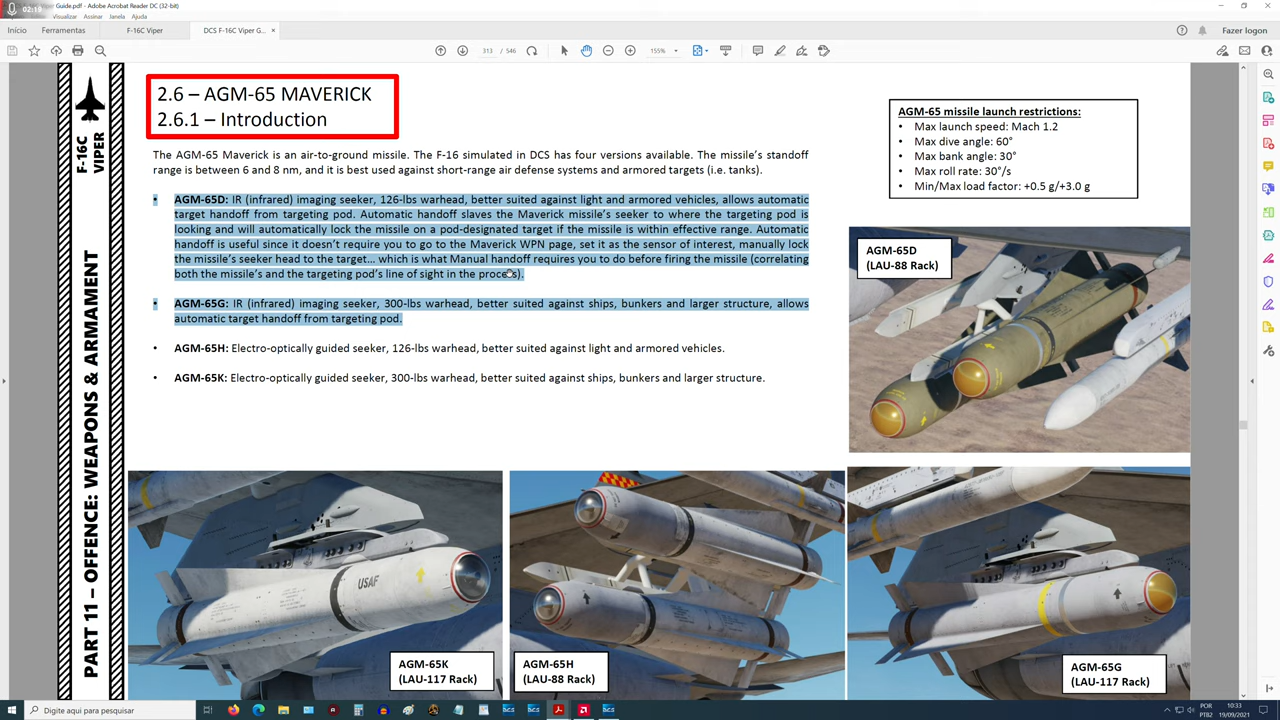 02:19
Guide.pdf - Adobe Acrobat Reader DC (32-bit)
Visualizar Assinar Janela Ajuda
Início Ferramentas F-16C Viper DCS F-16C Viper G... × Fazer logon
313 / 546 155%
F-16C
VIPER
PART 11 – OFFENCE: WEAPONS & ARMAMENT
2.6 – AGM-65 MAVERICK
2.6.1 – Introduction
The AGM-65 Maverick is an air-to-ground missile. The F-16 simulated in DCS has four versions available. The missile's standoff
range is between 6 and 8 nm, and it is best used against short-range air defense systems and armored targets (i.e. tanks).
• AGM-65D: IR (infrared) imaging seeker, 126-lbs warhead, better suited against light and armored vehicles, allows automatic
target handoff from targeting pod. Automatic handoff slaves the Maverick missile's seeker to where the targeting pod is
looking and will automatically lock the missile on a pod-designated target if the missile is within effective range. Automatic
handoff is useful since it doesn't require you to go to the Maverick WPN page, set it as the sensor of interest, manually lock
the missile's seeker head to the target... which is what Manual handoff requires you to do before firing the missile (correlating
both the missile's and the targeting pod's line of sight in the process).
• AGM-65G: IR (infrared) imaging seeker, 300-lbs warhead, better suited against ships, bunkers and larger structure, allows
automatic target handoff from targeting pod.
• AGM-65H: Electro-optically guided seeker, 126-lbs warhead, better suited against light and armored vehicles.
• AGM-65K: Electro-optically guided seeker, 300-lbs warhead, better suited against ships, bunkers and larger structure.
AGM-65 missile launch restrictions:
• Max launch speed: Mach 1.2
• Max dive angle: 60°
• Max bank angle: 30°
• Max roll rate: 30°/s
• Min/Max load factor: +0.5 g/+3.0 g
AGM-65D
(LAU-88 Rack)
USAF
AGM-65K
(LAU-117 Rack)
AGM-65H
(LAU-88 Rack)
AGM-65G
(LAU-117 Rack)
Digite aqui para pesquisar
POR
PTB2
10:33
19/09/2021